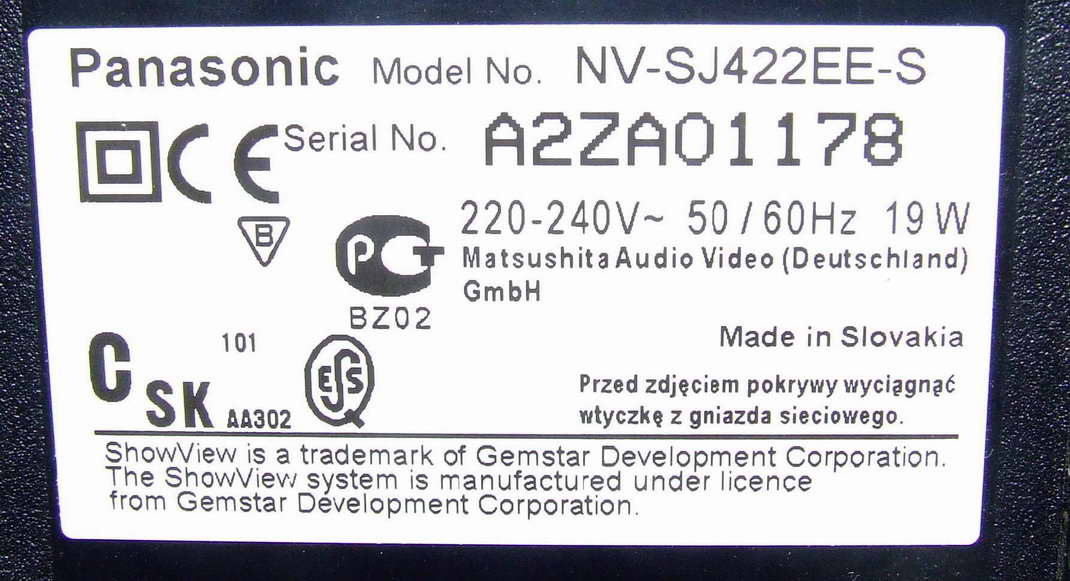 Panasonic Model No. NV-SJ422EE-S
CE Serial No. A2ZA01178
B
220-240V~ 50/60Hz 19W
PCT
Matsushita Audio Video (Deutschland)
GmbH
BZ02
101
Made in Slovakia
C SK AA302
ESS
Przed zdjęciem pokrywy wyciągnąć
wtyczkę z gniazda sieciowego.
ShowView is a trademark of Gemstar Development Corporation.
The ShowView system is manufactured under licence
from Gemstar Development Corporation.